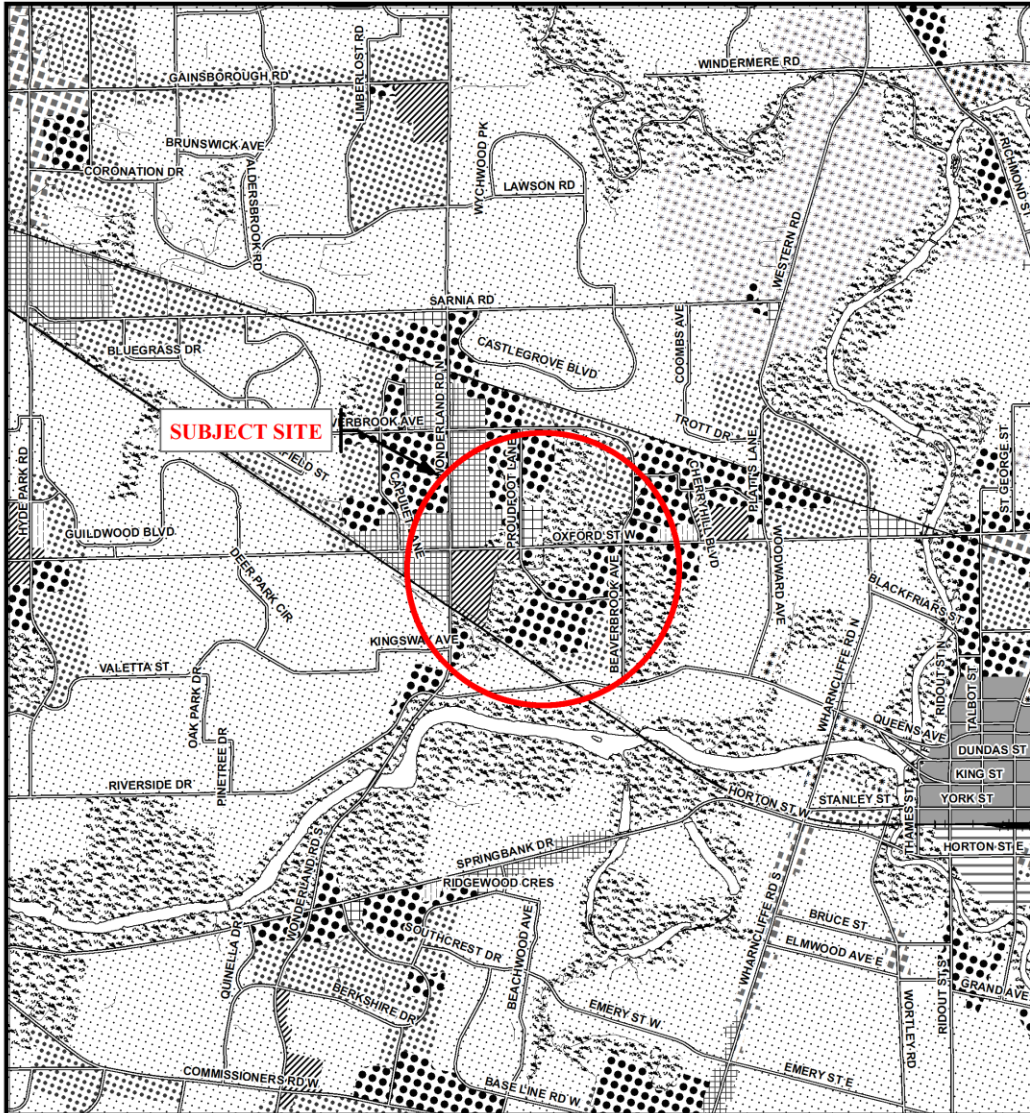 GAINSBOROUGH RD
LIMBERLOST RD
WINDERMERE RD
BRUNSWICK AVE
CORONATION DR
ALDERSBROOK RD
WYCHWOOD PK
LAWSON RD
RICHMOND S
WESTERN RD
SARNIA RD
BLUEGRASS DR
CASTLEGROVE BLVD
COOMBS AVE
WONDERLAND RD N
TROTT DR
SUBJECT SITE
VERBROOK AVE
FIELD ST
CAPULET LANE
PROUDFOOT LANE
CHERRYHILL BLVD
PLATTS LANE
ST GEORGE ST
HYDE PARK RD
GUILDWOOD BLVD
OXFORD ST W
DEER PARK CIR
BEAVERBROOK AVE
WOODWARD AVE
BLACKFRIARS ST
KINGSWAY AVE
VALETTA ST
OAK PARK DR
PINETREE DR
WHARNCLIFFE RD N
RIDOUT ST N
TALBOT ST
QUEENS AVE
DUNDAS ST
KING ST
YORK ST
RIVERSIDE DR
HORTON ST W
STANLEY ST
THAMES ST
HORTON ST E
SPRINGBANK DR
RIDGEWOOD CRES
WONDERLAND RD S
QUINELLA DR
SOUTHCREST DR
BEACHWOOD AVE
WHARNCLIFFE RD S
BRUCE ST
ELMWOOD AVE E
BERKSHIRE DR
EMERY ST W
WORTLEY RD
RIDOUT ST S
GRAND AVE
COMMISSIONERS RD W
BASE LINE RD W
EMERY ST E